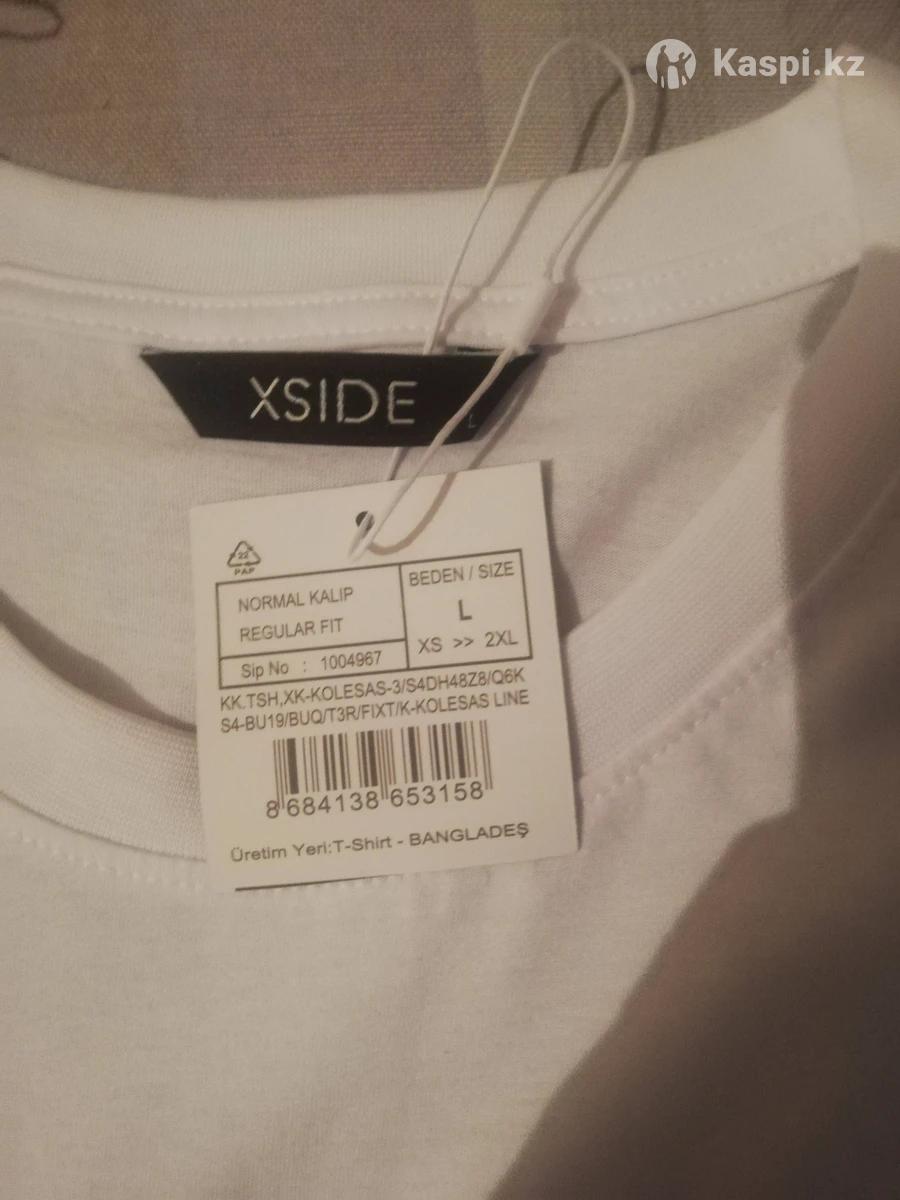 Kaspi.kz
XSIDE
L
22
PAP
NORMAL KALIP
REGULAR FIT
BEDEN / SIZE
L
XS >> 2XL
Sip No : 1004967
KK.TSH,XK-KOLESAS-3/S4DH48Z8/Q6K
S4-BU19/BUQ/T3R/FIXT/K-KOLESAS LINE
8 684138 653158
Üretim Yeri:T-Shirt - BANGLADEŞ